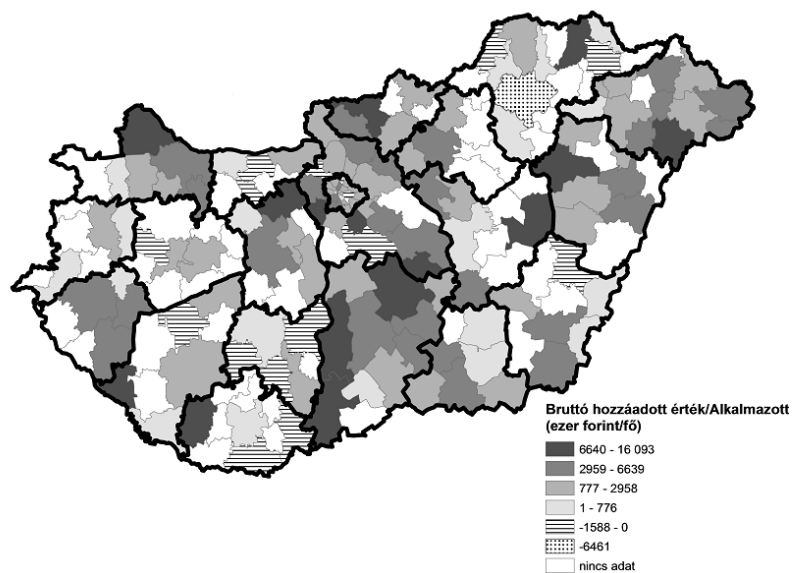 Bruttó hozzáadott érték/Alkalmazott
(ezer forint/fő)
6640 - 16 093
2959 - 6639
777 - 2958
1 - 776
-1588 - 0
-6461
nincs adat